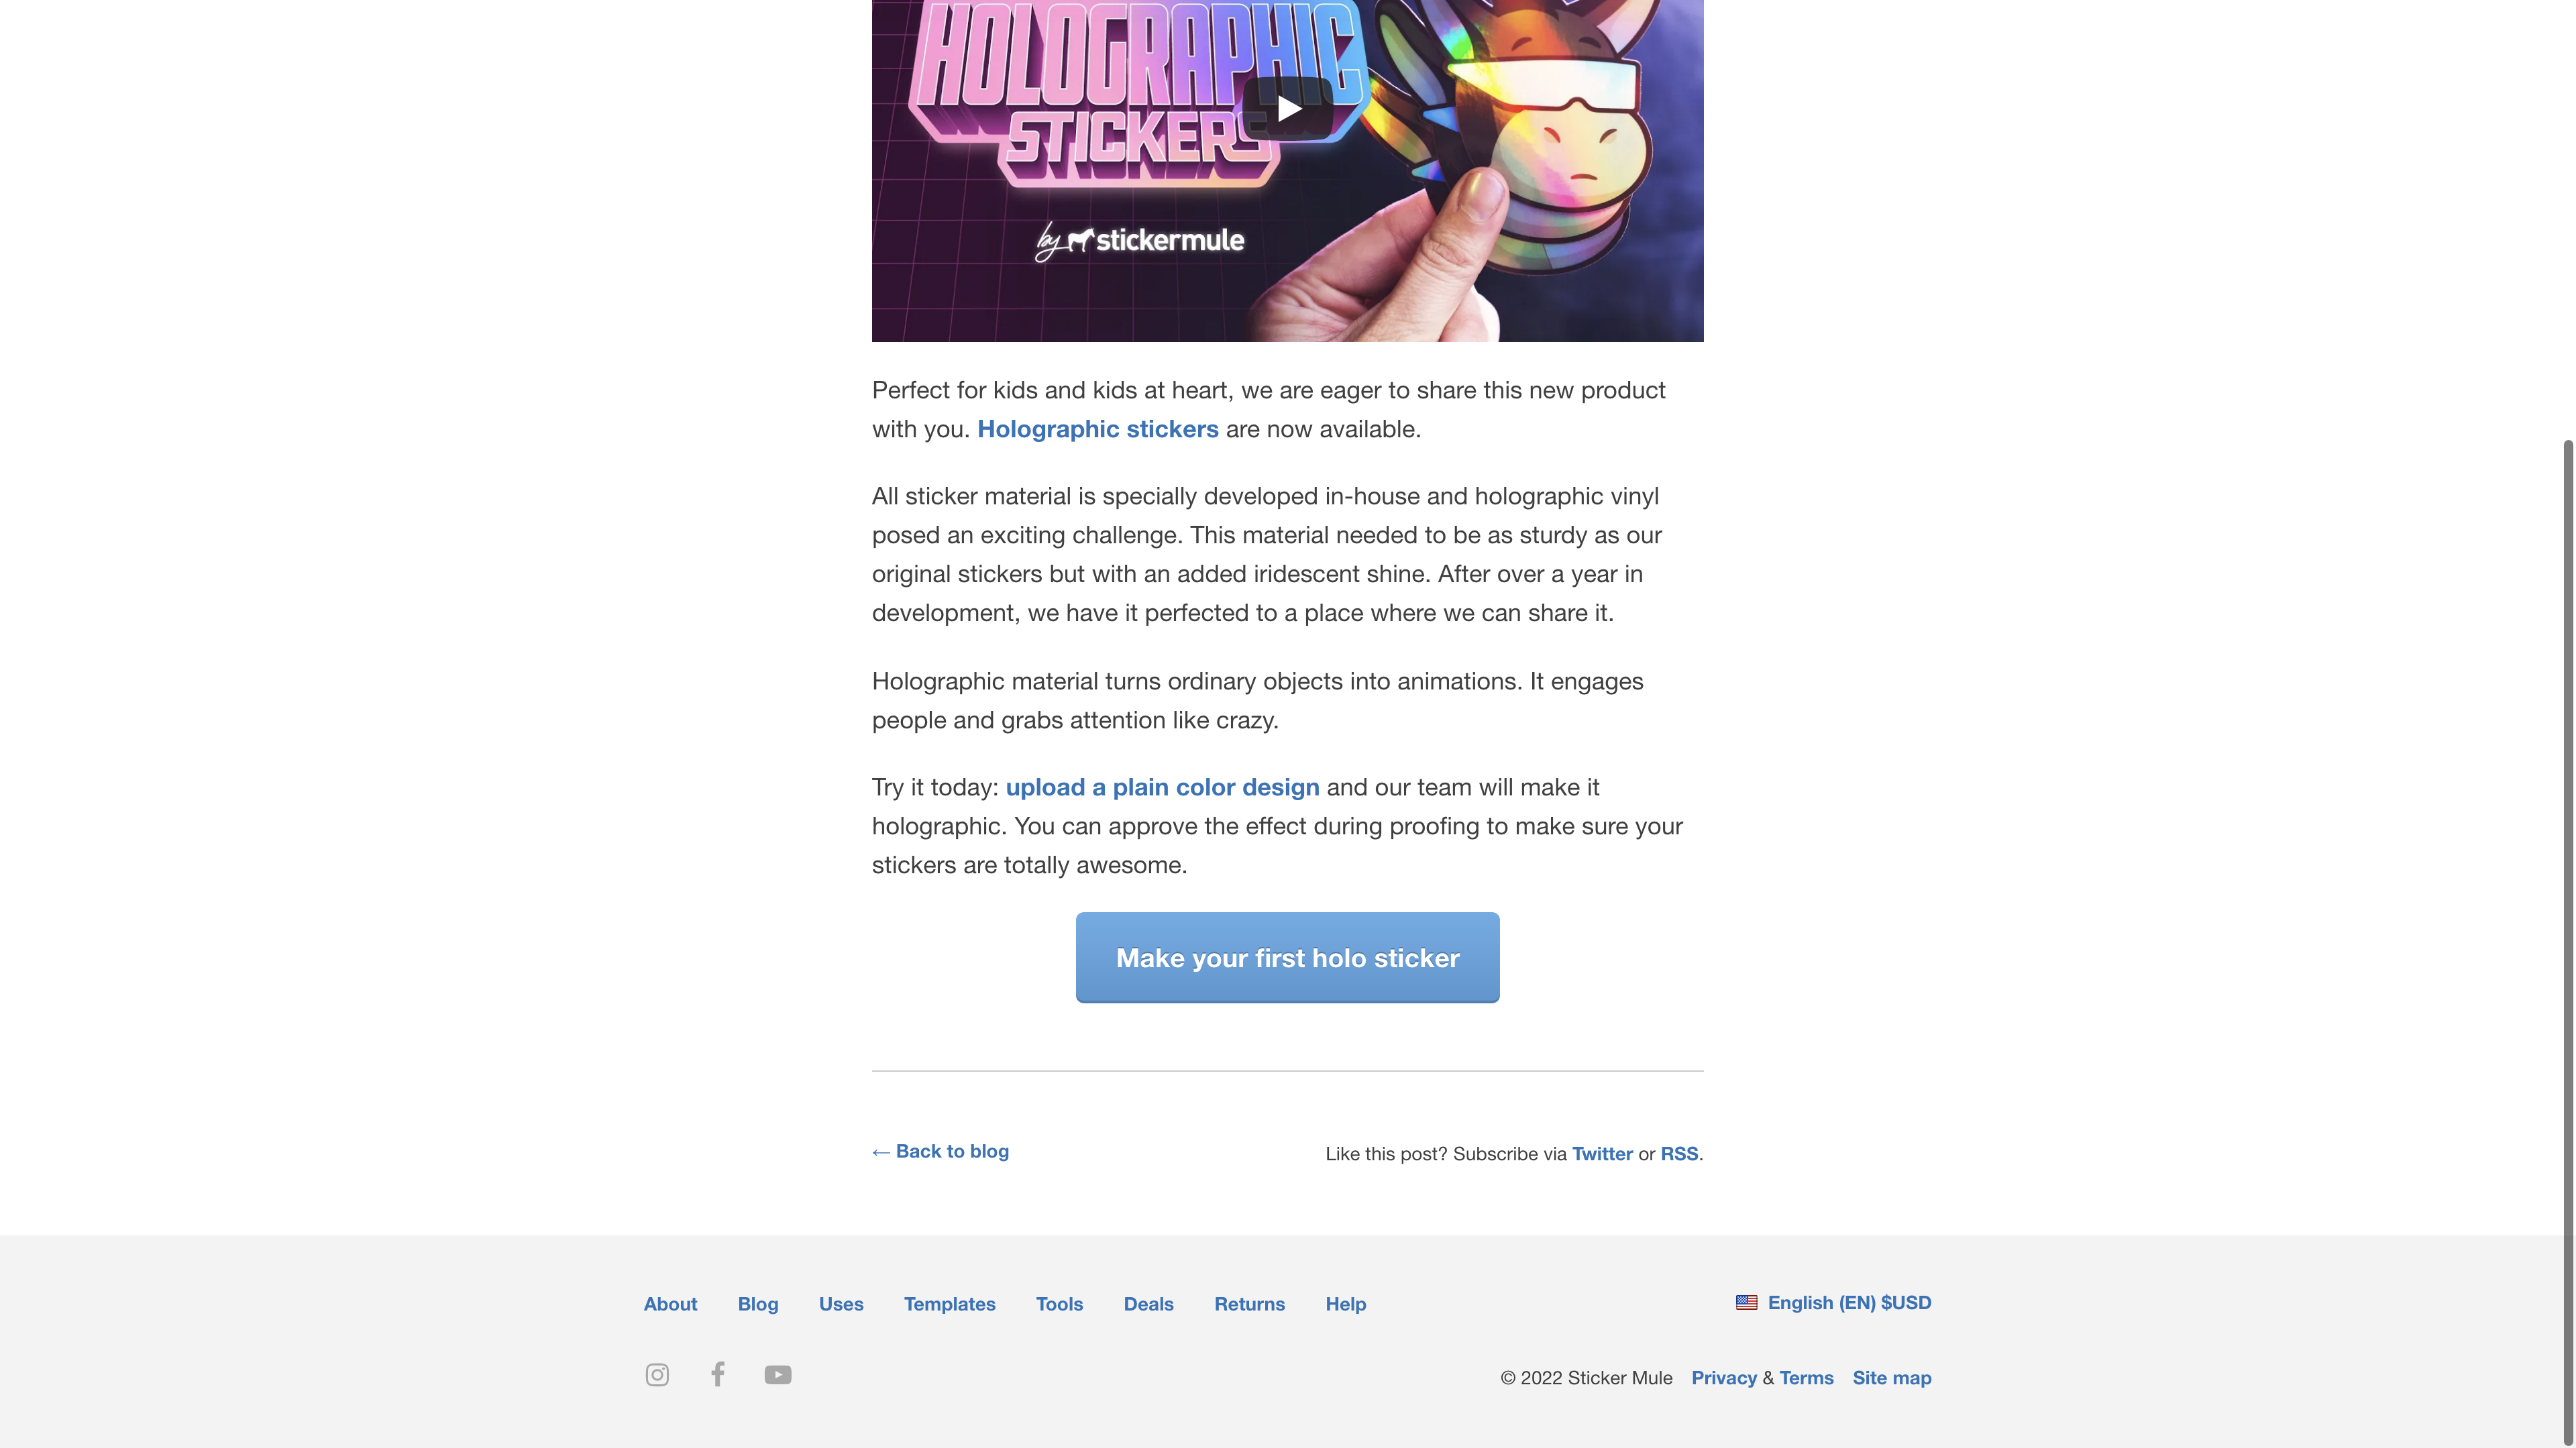 HOLOGRAPHIC
STICKERS
by stickermule
Perfect for kids and kids at heart, we are eager to share this new product
with you. Holographic stickers are now available.
All sticker material is specially developed in-house and holographic vinyl
posed an exciting challenge. This material needed to be as sturdy as our
original stickers but with an added iridescent shine. After over a year in
development, we have it perfected to a place where we can share it.
Holographic material turns ordinary objects into animations. It engages
people and grabs attention like crazy.
Try it today: upload a plain color design and our team will make it
holographic. You can approve the effect during proofing to make sure your
stickers are totally awesome.
Make your first holo sticker
← Back to blog
Like this post? Subscribe via Twitter or RSS.
About Blog Uses Templates Tools Deals Returns Help
English (EN) $USD
© 2022 Sticker Mule Privacy & Terms Site map